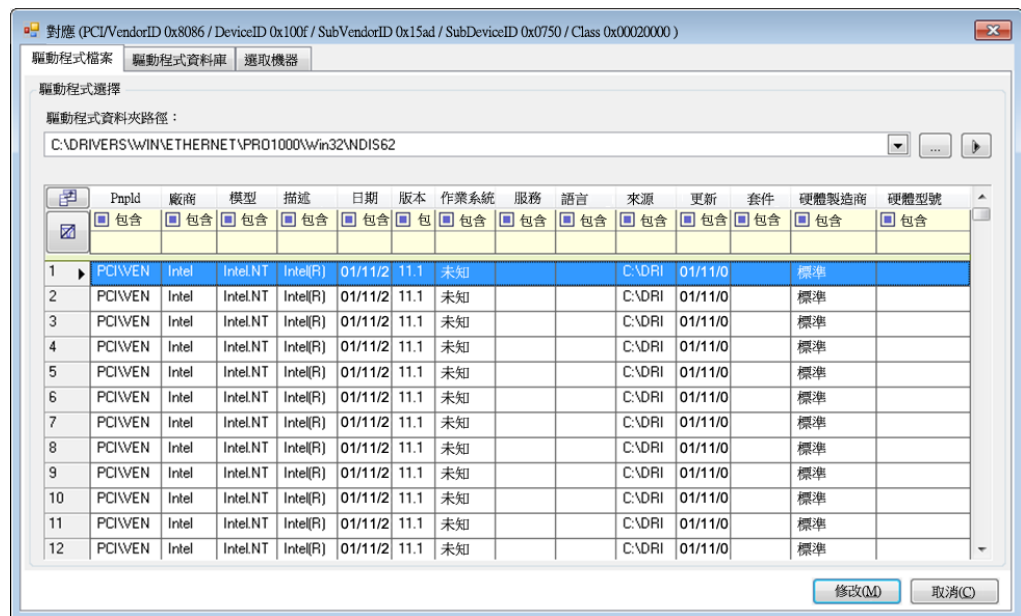 對應 (PCI/VendorID 0x8086 / DeviceID 0x100f / SubVendorID 0x15ad / SubDeviceID 0x0750 / Class 0x00020000 )
驅動程式檔案 驅動程式資料庫 選取機器
驅動程式選擇
驅動程式資料夾路徑：
C:\DRIVERS\WIN\ETHERNET\PRO1000\Win32\NDIS62 ...
PnpId 廠商 模型 描述 日期 版本 作業系統 服務 語言 來源 更新 套件 硬體製造商 硬體型號
包含 包含 包含 包含 包含 包 包含 包含 包含 包含 包含 包含 包含 包含
1 PCI\VEN Intel Intel.NT Intel(R) 01/11/2 11.1 未知 C:\DRI 01/11/0 標準
2 PCI\VEN Intel Intel.NT Intel(R) 01/11/2 11.1 未知 C:\DRI 01/11/0 標準
3 PCI\VEN Intel Intel.NT Intel(R) 01/11/2 11.1 未知 C:\DRI 01/11/0 標準
4 PCI\VEN Intel Intel.NT Intel(R) 01/11/2 11.1 未知 C:\DRI 01/11/0 標準
5 PCI\VEN Intel Intel.NT Intel(R) 01/11/2 11.1 未知 C:\DRI 01/11/0 標準
6 PCI\VEN Intel Intel.NT Intel(R) 01/11/2 11.1 未知 C:\DRI 01/11/0 標準
7 PCI\VEN Intel Intel.NT Intel(R) 01/11/2 11.1 未知 C:\DRI 01/11/0 標準
8 PCI\VEN Intel Intel.NT Intel(R) 01/11/2 11.1 未知 C:\DRI 01/11/0 標準
9 PCI\VEN Intel Intel.NT Intel(R) 01/11/2 11.1 未知 C:\DRI 01/11/0 標準
10 PCI\VEN Intel Intel.NT Intel(R) 01/11/2 11.1 未知 C:\DRI 01/11/0 標準
11 PCI\VEN Intel Intel.NT Intel(R) 01/11/2 11.1 未知 C:\DRI 01/11/0 標準
12 PCI\VEN Intel Intel.NT Intel(R) 01/11/2 11.1 未知 C:\DRI 01/11/0 標準
修改(M) 取消(C)